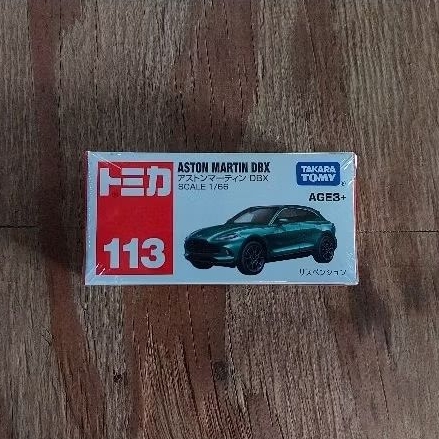 トミカ
113
ASTON MARTIN DBX
アストンマーティン DBX
SCALE 1/66
TAKARA
TOMY
AGE3+
サスペンション